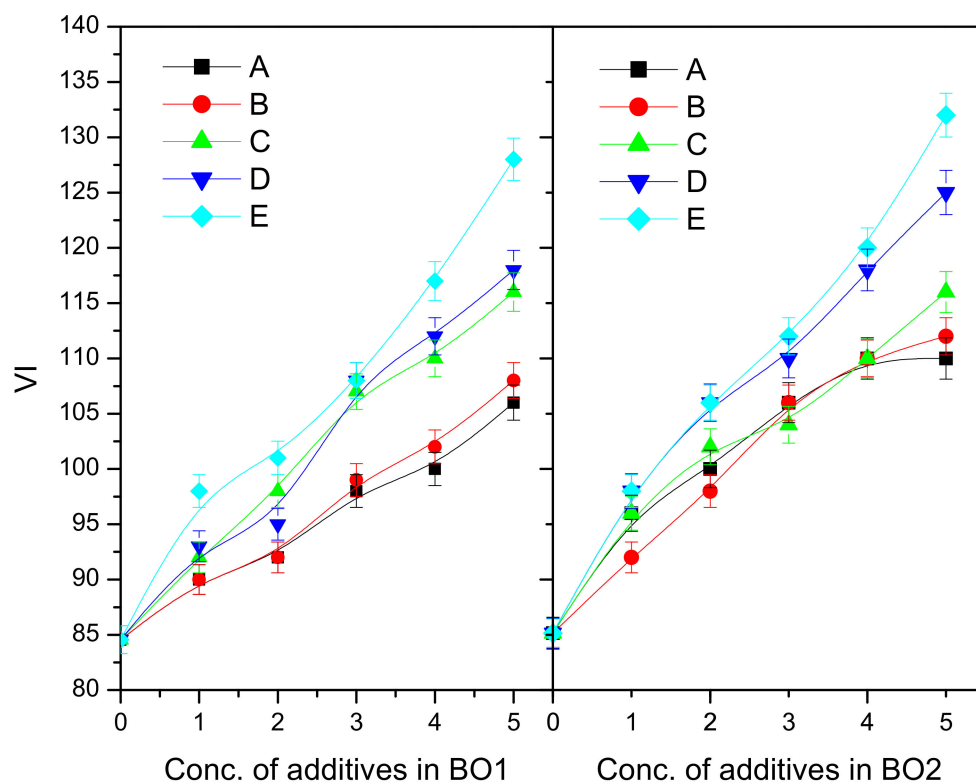 VI
140
135
130
125
120
115
110
105
100
95
90
85
80
A
B
C
D
E
A
B
C
D
E
0 1 2 3 4 5 0 1 2 3 4 5
Conc. of additives in BO1 Conc. of additives in BO2